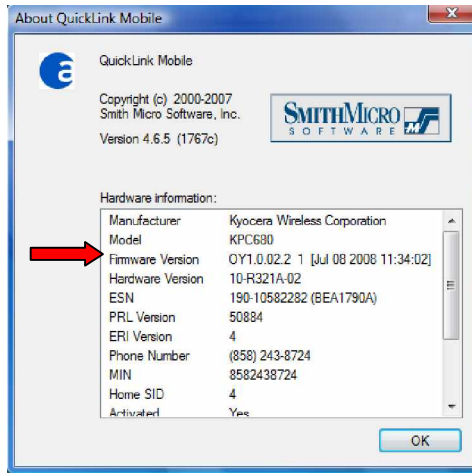 About QuickLink Mobile
a
QuickLink Mobile
Copyright (c) 2000-2007
Smith Micro Software, Inc.
Version 4.6.5 (1767c)
SMITHMICRO
SOFTWARE
Hardware information:
Manufacturer Kyocera Wireless Corporation
Model KPC680
Firmware Version OY1.0.02.2 1 [Jul 08 2008 11:34:02]
Hardware Version 10-R321A-02
ESN 190-10582282 (BEA1790A)
PRL Version 50884
ERI Version 4
Phone Number (858) 243-8724
MIN 8582438724
Home SID 4
Activated Yes
OK